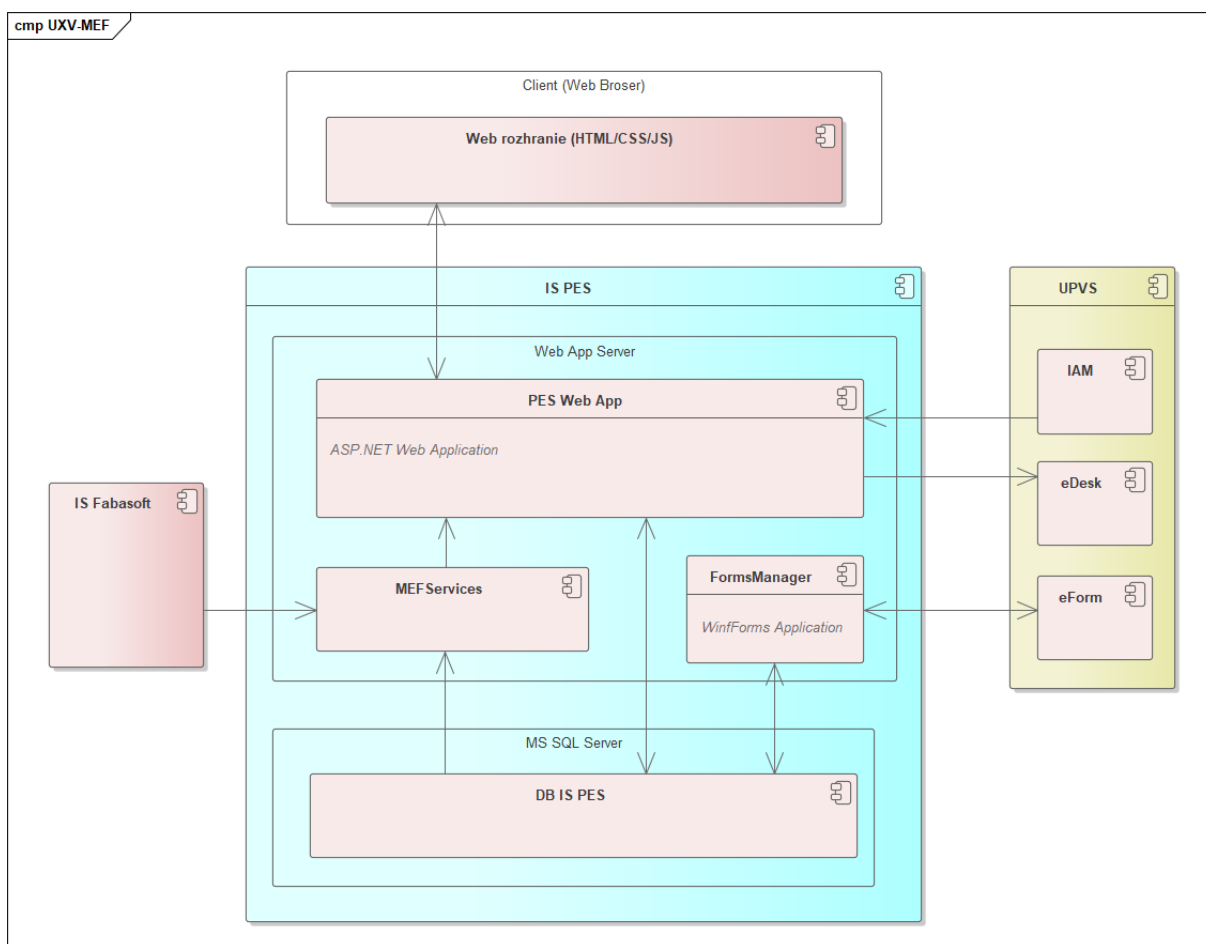 cmp UXV-MEF
Client (Web Broser)
Web rozhranie (HTML/CSS/JS)
IS PES
UPVS
Web App Server
IAM
PES Web App
ASP.NET Web Application
eDesk
IS Fabasoft
FormsManager
MEFServices
eForm
WinfForms Application
MS SQL Server
DB IS PES